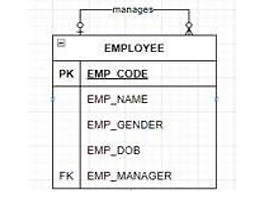 manages
EMPLOYEE
PK EMP_CODE
EMP_NAME
EMP_GENDER
EMP_DOB
FK EMP_MANAGER